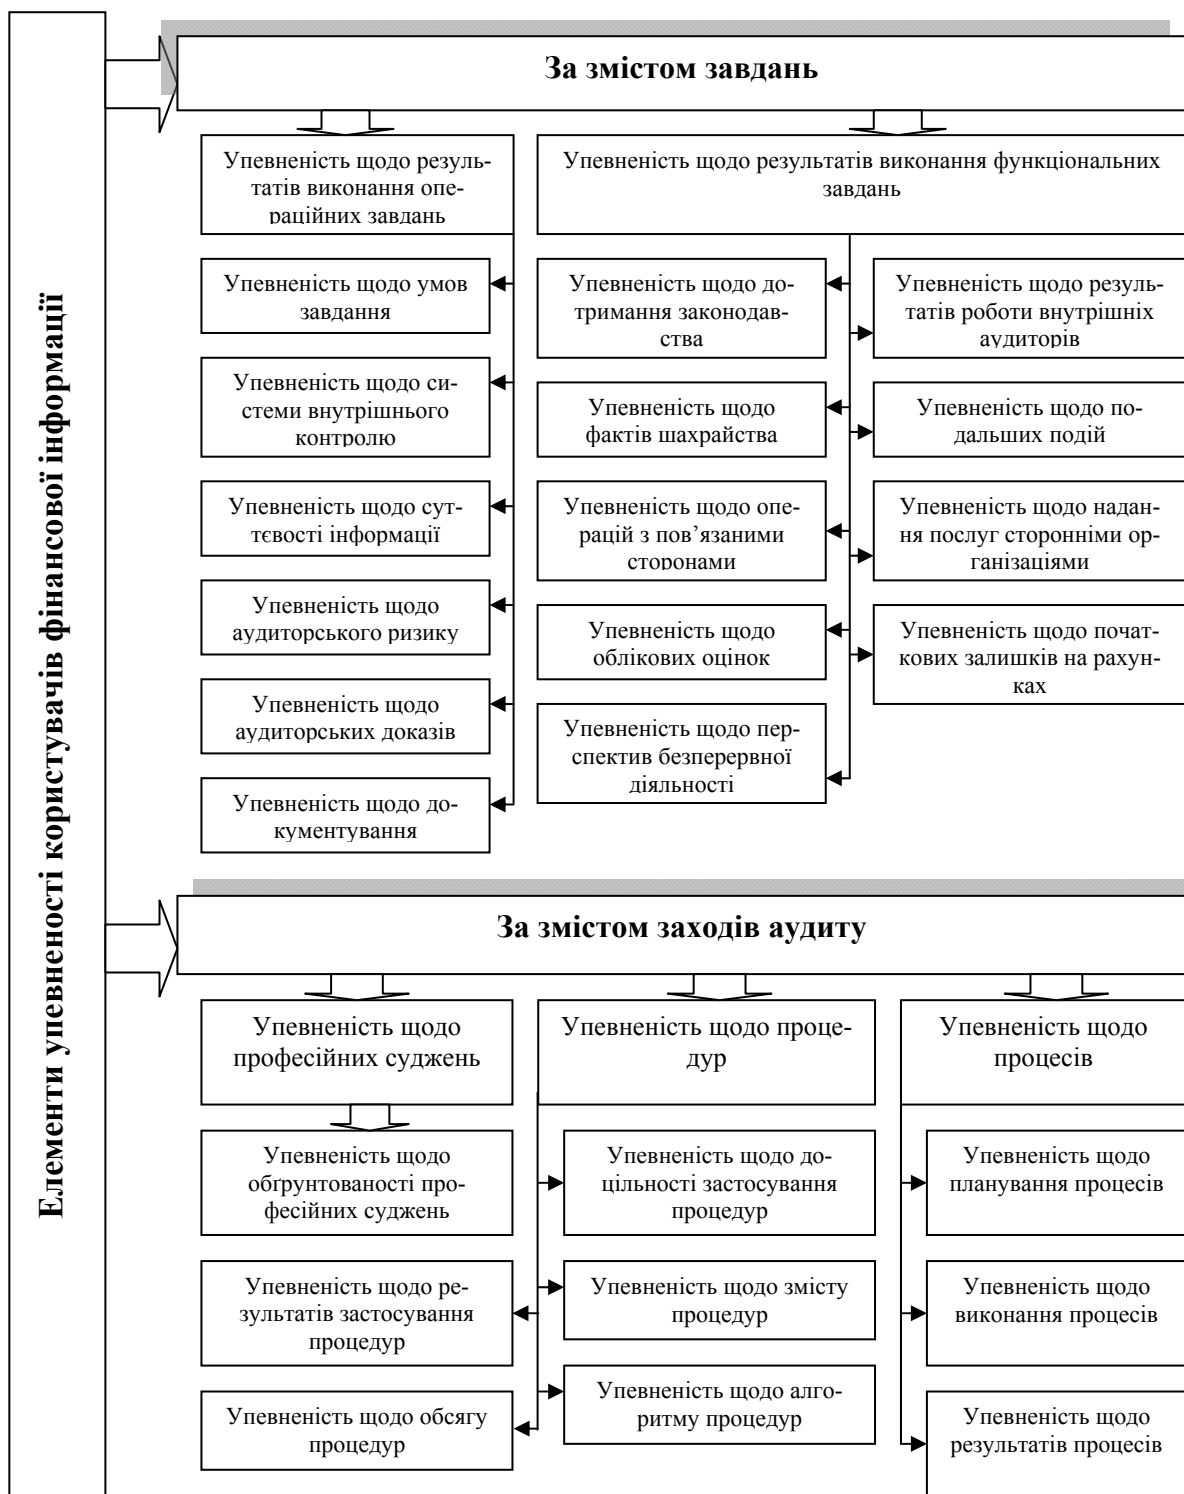 Елементи упевненості користувачів фінансової інформації
За змістом завдань
Упевненість щодо резуль-
татів виконання опе-
раційних завдань
Упевненість щодо умов
завдання
Упевненість щодо си-
стеми внутрішнього
контролю
Упевненість щодо сут-
тєвості інформації
Упевненість щодо
аудиторського ризику
Упевненість щодо
аудиторських доказів
Упевненість щодо до-
кументування
Упевненість щодо результатів виконання функціональних
завдань
Упевненість щодо до-
тримання законодав-
ства
Упевненість щодо
фактів шахрайства
Упевненість щодо опе-
рацій з пов’язаними
сторонами
Упевненість щодо
облікових оцінок
Упевненість щодо пер-
спектив безперервної
діяльності
Упевненість щодо резуль-
татів роботи внутрішніх
аудиторів
Упевненість щодо по-
дальших подій
Упевненість щодо надан-
ня послуг сторонніми ор-
ганізаціями
Упевненість щодо почат-
кових залишків на рахун-
ках
За змістом заходів аудиту
Упевненість щодо
професійних суджень
Упевненість щодо
обґрунтованості про-
фесійних суджень
Упевненість щодо проце-
дур
Упевненість щодо до-
цільності застосування
процедур
Упевненість щодо змісту
процедур
Упевненість щодо алго-
ритму процедур
Упевненість щодо ре-
зультатів застосування
процедур
Упевненість щодо обсягу
процедур
Упевненість щодо
процесів
Упевненість щодо
планування процесів
Упевненість щодо
виконання процесів
Упевненість щодо
результатів процесів